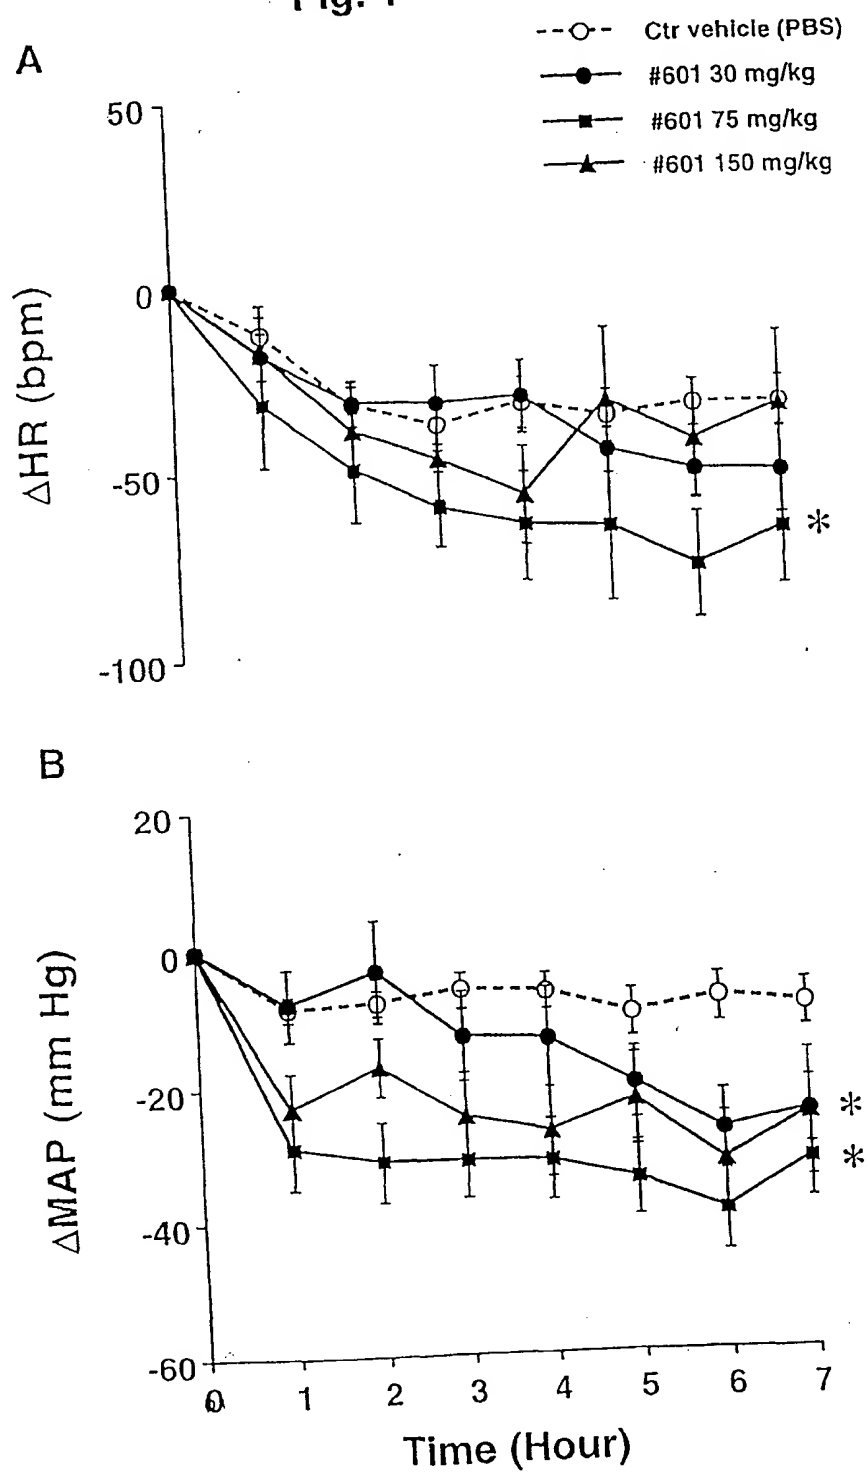 Fig. 1
A
Ctr vehicle (PBS)
#601 30 mg/kg
#601 75 mg/kg
#601 150 mg/kg
50
0
-50
-100
ΔHR (bpm)
*
B
20
0
-20
-40
-60
ΔMAP (mm Hg)
*
*
0 1 2 3 4 5 6 7
Time (Hour)